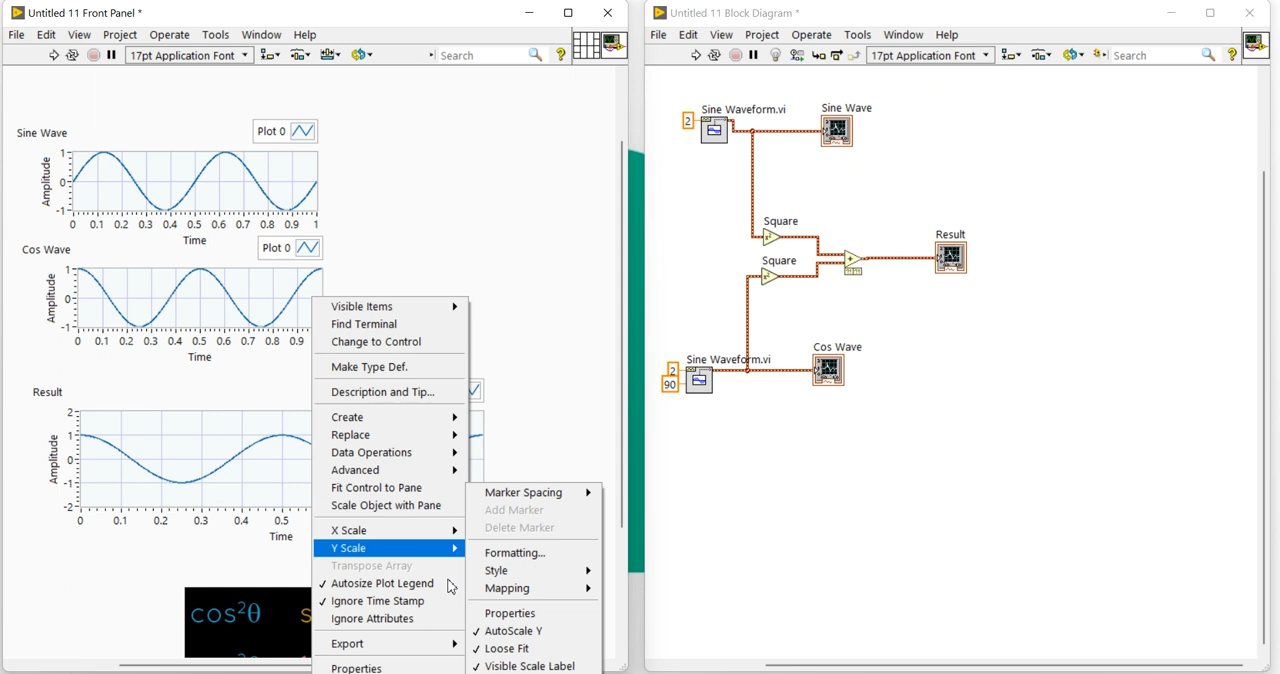 Untitled 11 Front Panel *
File Edit View Project Operate Tools Window Help
17pt Application Font
Search
?
Sine Wave
Plot 0
Amplitude
1
0
-1
0 0.1 0.2 0.3 0.4 0.5 0.6 0.7 0.8 0.9 1
Time
Cos Wave
Plot 0
Amplitude
1
0
-1
0 0.1 0.2 0.3 0.4 0.5 0.6 0.7 0.8 0.9
Time
Result
Amplitude
2
1
0
-1
-2
0 0.1 0.2 0.3 0.4 0.5
Time
cos²θ
Visible Items
Find Terminal
Change to Control
Make Type Def.
Description and Tip...
Create
Replace
Data Operations
Advanced
Fit Control to Pane
Scale Object with Pane
X Scale
Y Scale
Transpose Array
Autosize Plot Legend
Ignore Time Stamp
Ignore Attributes
Export
Properties
Marker Spacing
Add Marker
Delete Marker
Formatting...
Style
Mapping
Properties
AutoScale Y
Loose Fit
Visible Scale Label
Untitled 11 Block Diagram *
File Edit View Project Operate Tools Window Help
17pt Application Font
Search
?
Sine Waveform.vi
2
Sine Wave
Square
Square
Result
Sine Waveform.vi
2
90
Cos Wave